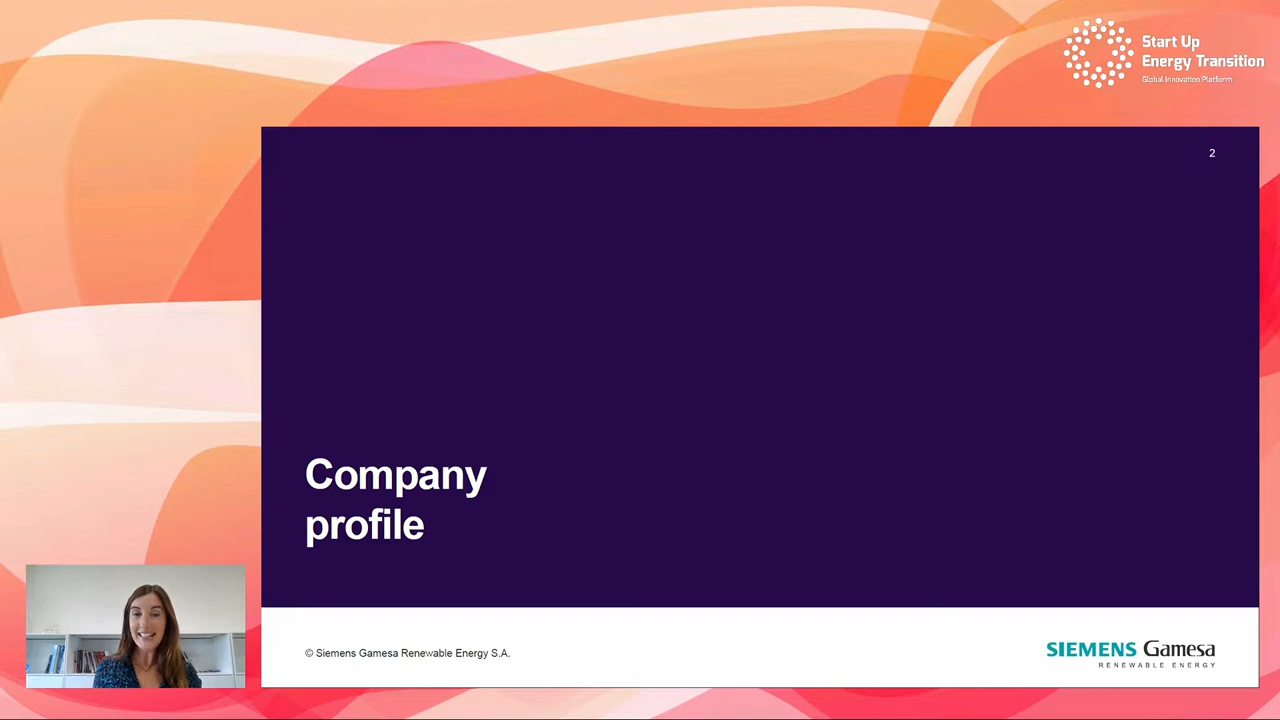 Start Up
Energy Transition
Global Innovation Platform
2
Company
profile
© Siemens Gamesa Renewable Energy S.A.
SIEMENS Gamesa
RENEWABLE ENERGY